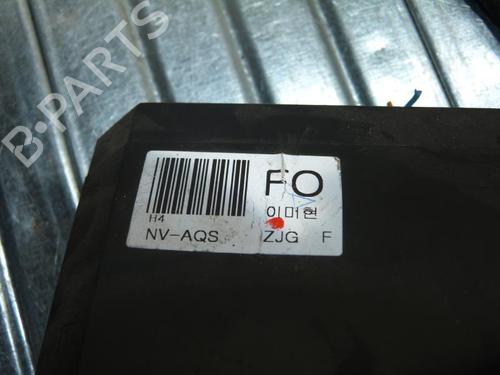 B-PARTS
FO
이미현
H4
NV-AQS ZJG F